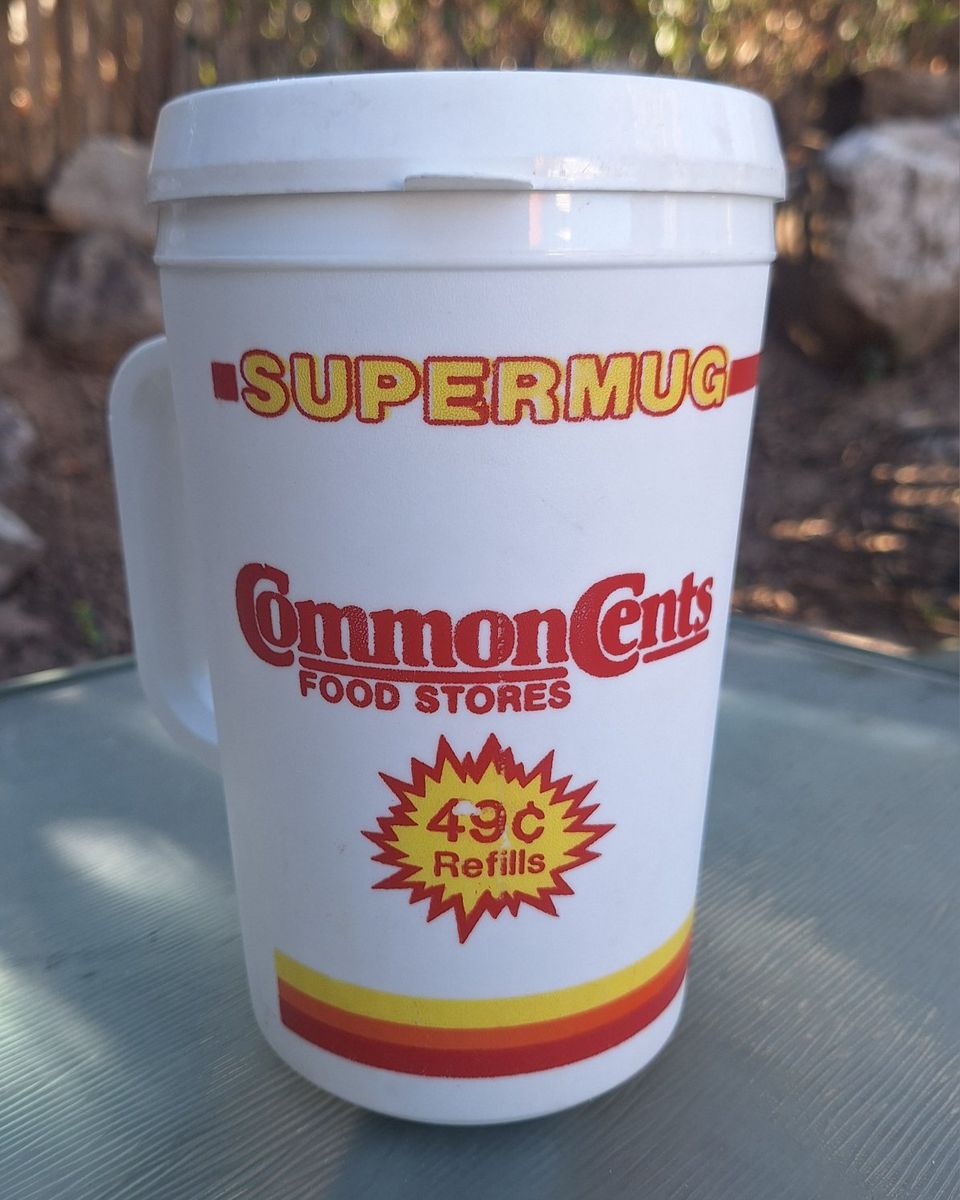 SUPERMUG
CommonCents
FOOD STORES
49¢
Refills